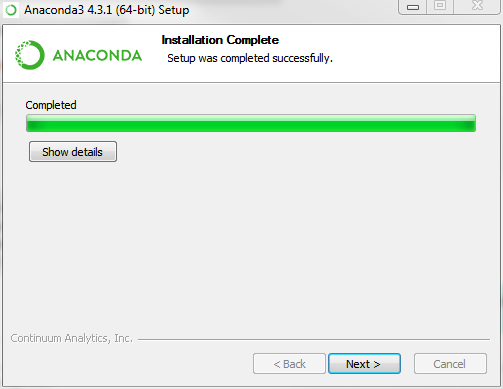 Anaconda3 4.3.1 (64-bit) Setup
ANACONDA
Installation Complete
Setup was completed successfully.
Completed
Show details
Continuum Analytics, Inc.
< Back
Next >
Cancel